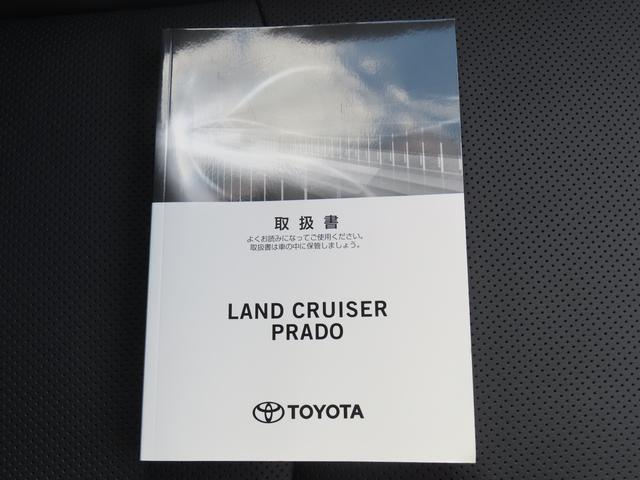 取扱書
よくお読みになってご使用ください。
取扱書は車の中に保管しましょう。
LAND CRUISER
PRADO
TOYOTA